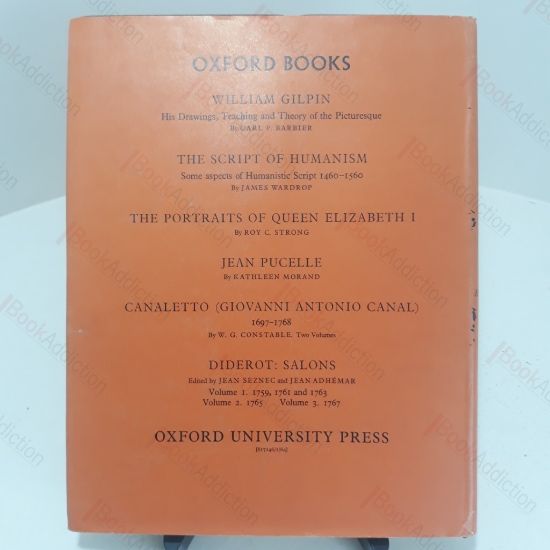 OXFORD BOOKS
WILLIAM GILPIN
His Drawings, Teaching and Theory of the Picturesque
By CARL P. BARBIER
THE SCRIPT OF HUMANISM
Some aspects of Humanistic Script 1460–1560
By JAMES WARDROP
THE PORTRAITS OF QUEEN ELIZABETH I
By ROY C. STRONG
JEAN PUCELLE
By KATHLEEN MORAND
CANALETTO (GIOVANNI ANTONIO CANAL)
1697–1768
By W. G. CONSTABLE. Two Volumes
DIDEROT: SALONS
Edited by JEAN SEZNEC and JEAN ADHÉMAR
Volume 1. 1759, 1761 and 1763
Volume 2. 1765 Volume 3. 1767
OXFORD UNIVERSITY PRESS
BookAddiction